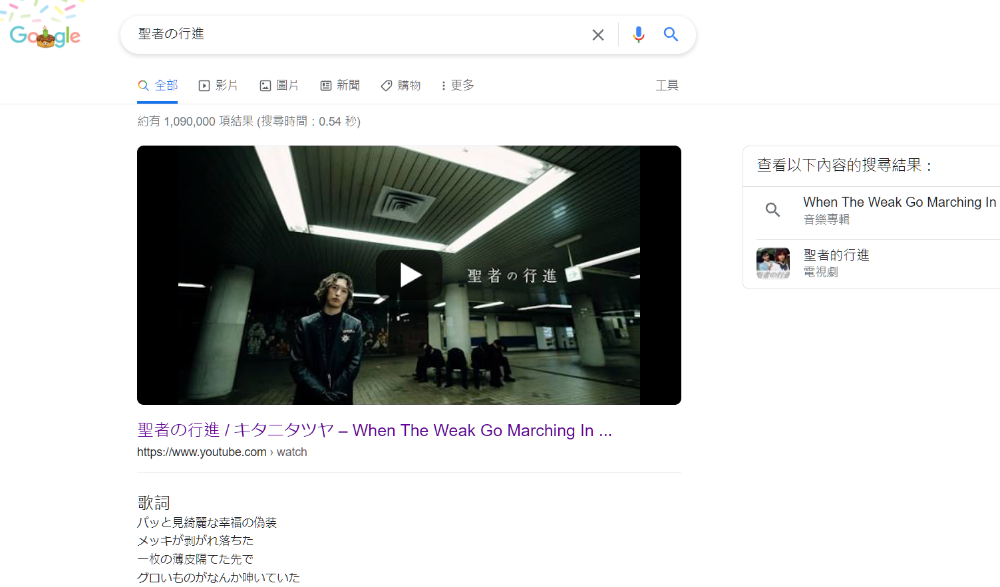 Google
聖者の行進
全部
影片
圖片
新聞
購物
更多
工具
約有 1,090,000 項結果 (搜尋時間：0.54 秒)
聖者の行進
聖者の行進 / キタニタツヤ – When The Weak Go Marching In ...
https://www.youtube.com › watch
歌詞
パッと見綺麗な幸福の偽装
メッキが剥がれ落ちた
一枚の薄皮隔てた先で
グロいものがなんか呻いていた
查看以下內容的搜尋結果：
When The Weak Go Marching In
音樂專輯
聖者的行進
電視劇
聖者の行進